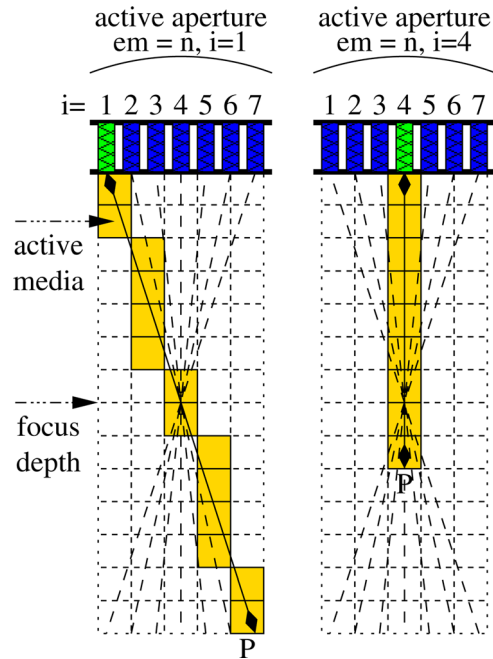 active aperture
em = n, i=1
i= 1 2 3 4 5 6 7
active
media
focus
depth
P
active aperture
em = n, i=4
1 2 3 4 5 6 7
P